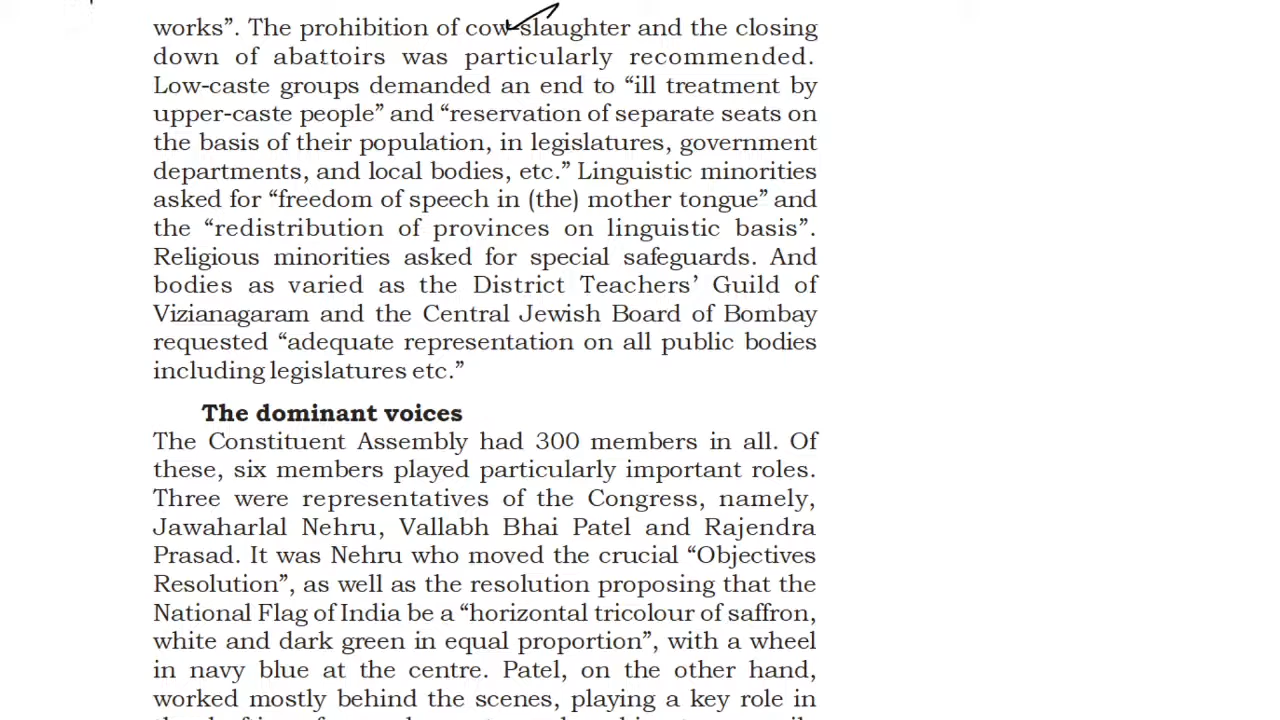 works”. The prohibition of cow slaughter and the closing
down of abattoirs was particularly recommended.
Low-caste groups demanded an end to “ill treatment by
upper-caste people” and “reservation of separate seats on
the basis of their population, in legislatures, government
departments, and local bodies, etc.” Linguistic minorities
asked for “freedom of speech in (the) mother tongue” and
the “redistribution of provinces on linguistic basis”.
Religious minorities asked for special safeguards. And
bodies as varied as the District Teachers’ Guild of
Vizianagaram and the Central Jewish Board of Bombay
requested “adequate representation on all public bodies
including legislatures etc.”
The dominant voices
The Constituent Assembly had 300 members in all. Of
these, six members played particularly important roles.
Three were representatives of the Congress, namely,
Jawaharlal Nehru, Vallabh Bhai Patel and Rajendra
Prasad. It was Nehru who moved the crucial “Objectives
Resolution”, as well as the resolution proposing that the
National Flag of India be a “horizontal tricolour of saffron,
white and dark green in equal proportion”, with a wheel
in navy blue at the centre. Patel, on the other hand,
worked mostly behind the scenes, playing a key role in